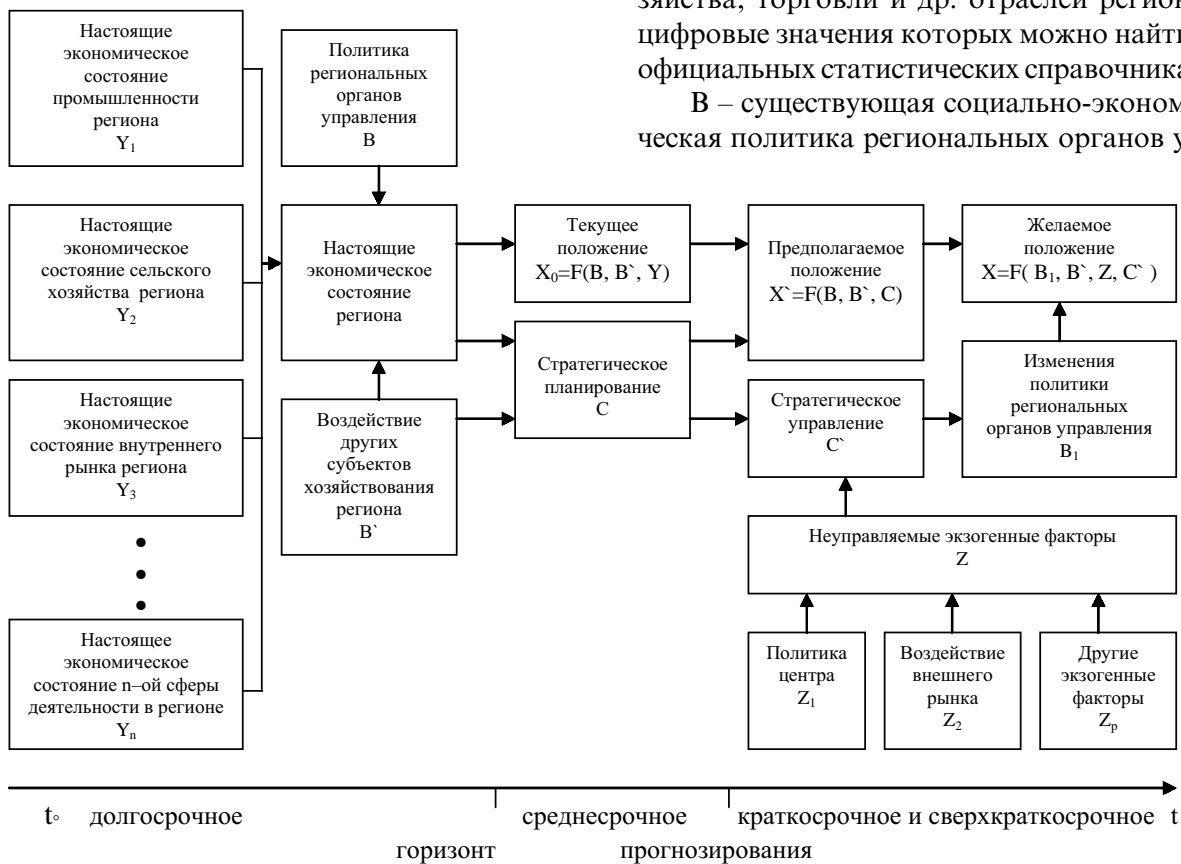 зяйства, торговли и др. отраслей регион
цифровые значения которых можно найти
официальных статистических справочника
В – существующая социально-эконом
ческая политика региональных органов у
Настоящие
экономическое
состояние
промышленности
региона
Y₁
Политика
региональных
органов
управления
В
Настоящие
экономическое
состояние сельского
хозяйства региона
Y₂
Настоящие
экономическое
состояние
региона
Текущее
положение
X₀=F(B, B`, Y)
Предполагаемое
положение
X`=F(B, B`, C)
Желаемое
положение
X=F( B₁, B`, Z, C` )
Стратегическое
планирование
С
Изменения
политики
региональных
органов управления
B₁
Настоящие
экономическое
состояние внутреннего
рынка региона
Y₃
Воздействие
других
субъектов
хозяйствования
региона
В`
Стратегическое
управление
С`
Неуправляемые экзогенные факторы
Z
Настоящее
экономическое
состояние n–ой сферы
деятельности в регионе
Yₙ
Политика
центра
Z₁
Воздействие
внешнего
рынка
Z₂
Другие
экзогенные
факторы
Zₚ
t◦ долгосрочное среднесрочное краткосрочное и сверхкраткосрочное t
горизонт прогнозирования